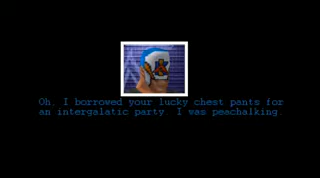 Oh, I borrowed your lucky chest pants for
an intergalatic party. I was peachalking.